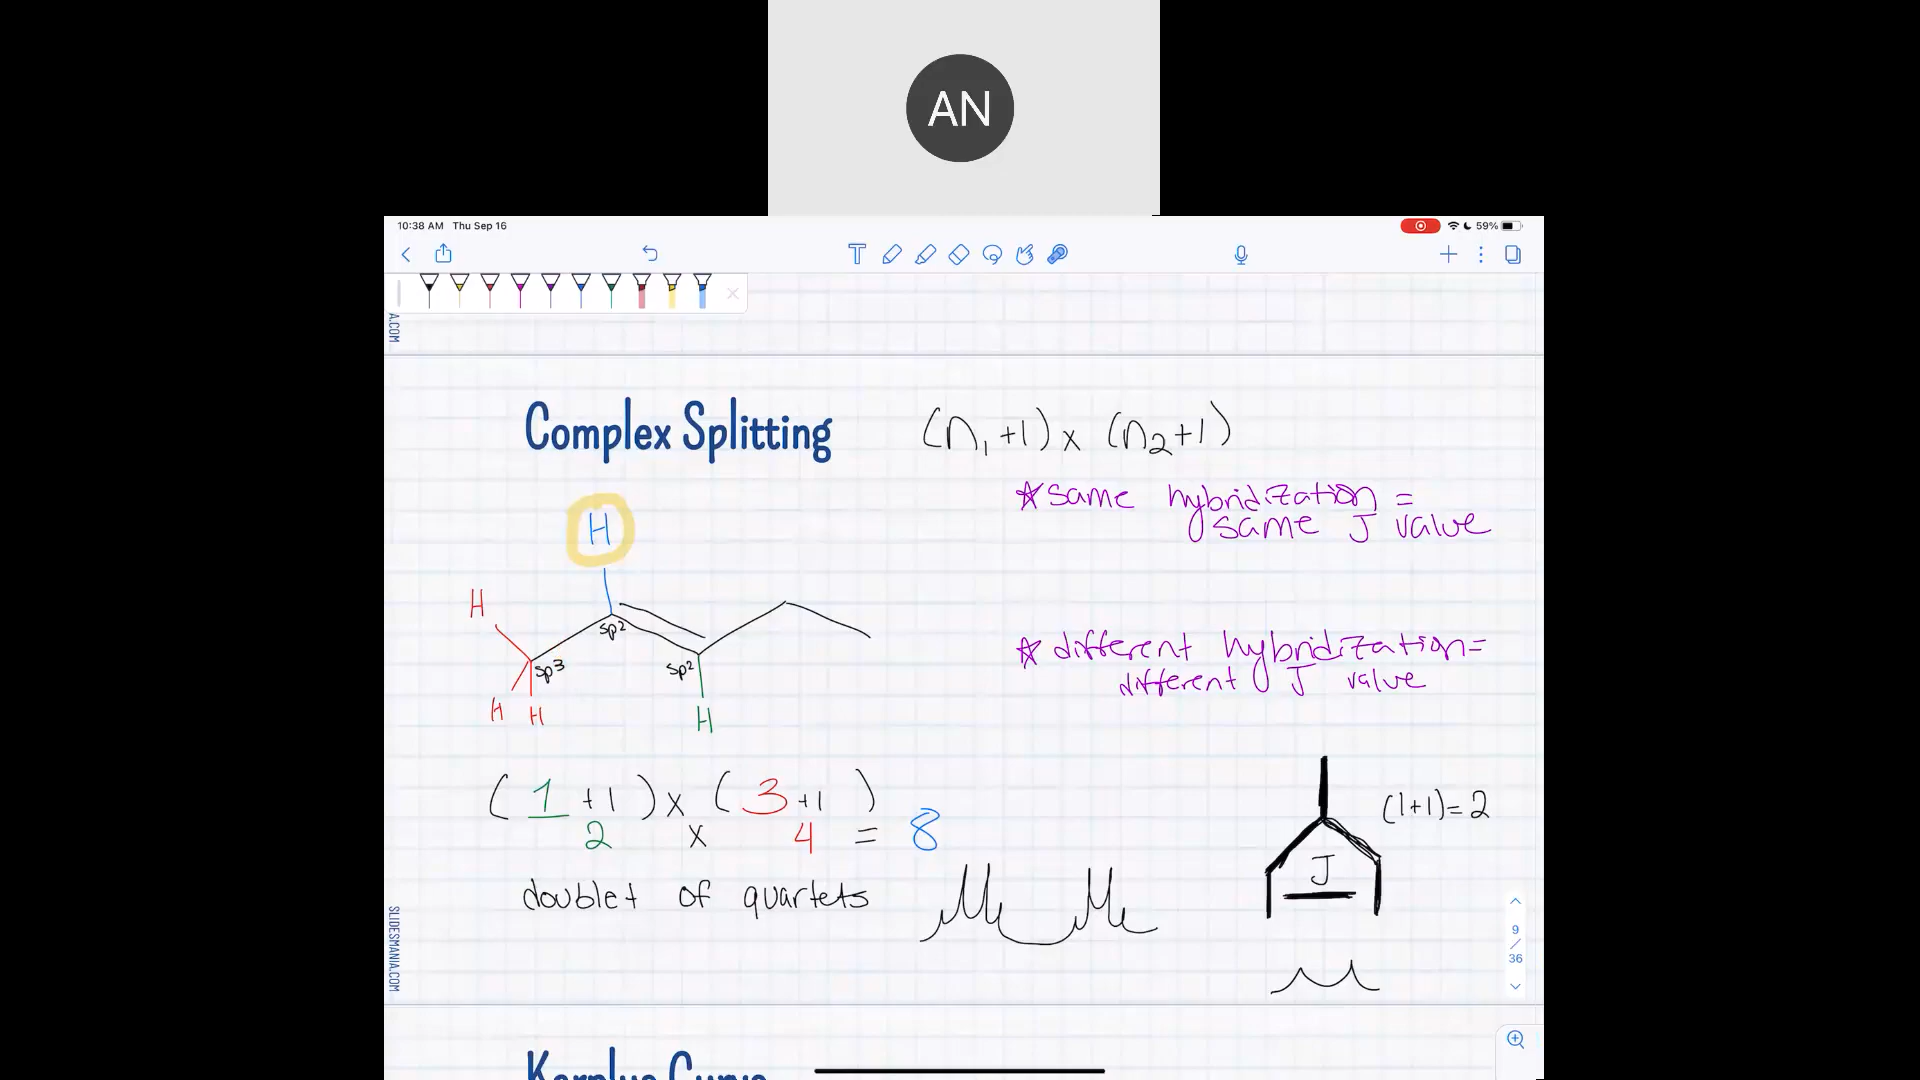 AN
10:38 AM Thu Sep 16
59%
T
A.COM
Complex Splitting
(n₁+1) x (n₂+1)
☆ same hybridization =
same J value
H
H
sp²
sp³
sp²
H H
H
☆ different hybridization=
different J value
(1+1)=2
J
(1+1)x(3+1)
2 x 4 = 8
doublet of quartets
9
/
36
SLIDESMANIA.COM
Karplus Curve